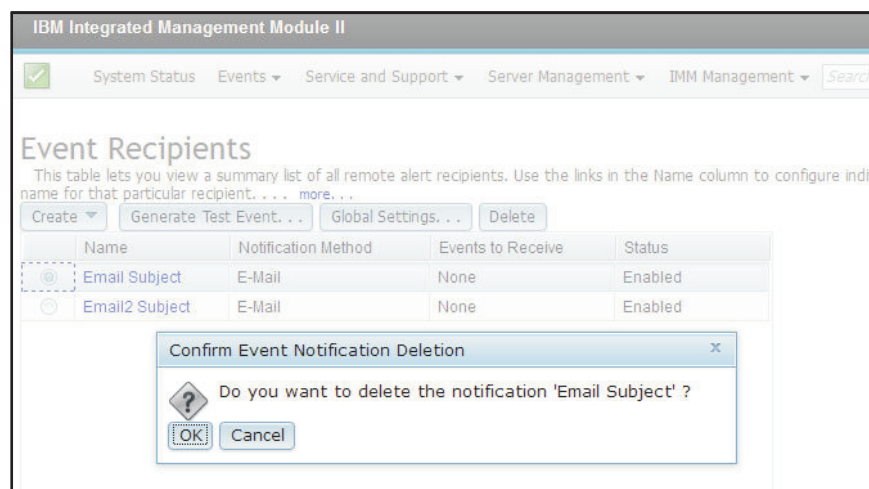 IBM Integrated Management Module II
System Status Events Service and Support Server Management IMM Management Search
Event Recipients
This table lets you view a summary list of all remote alert recipients. Use the links in the Name column to configure indi
name for that particular recipient. . . . more. . .
Create Generate Test Event. . . Global Settings. . . Delete
Name Notification Method Events to Receive Status
Email Subject E-Mail None Enabled
Email2 Subject E-Mail None Enabled
Confirm Event Notification Deletion x
? Do you want to delete the notification 'Email Subject' ?
OK Cancel